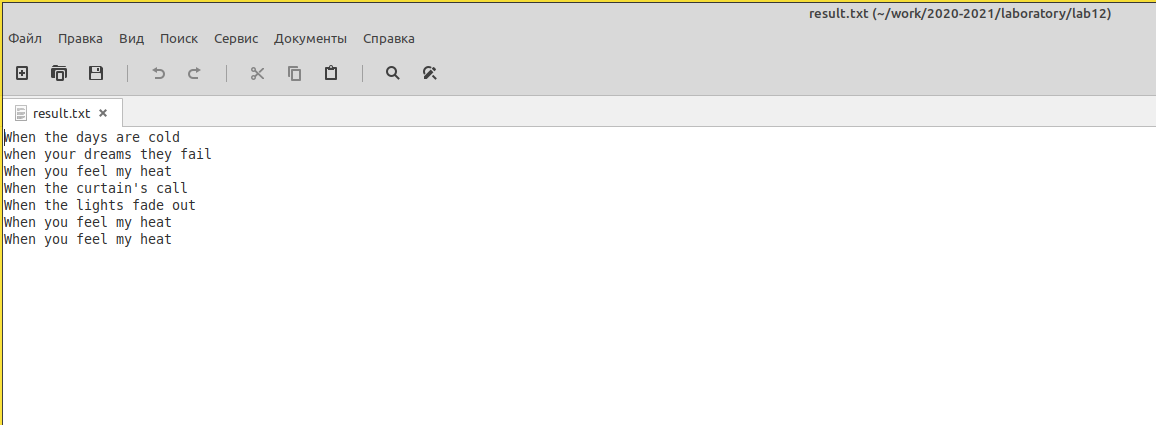 result.txt (~/work/2020-2021/laboratory/lab12)
Файл Правка Вид Поиск Сервис Документы Справка
result.txt
When the days are cold
when your dreams they fail
When you feel my heat
When the curtain's call
When the lights fade out
When you feel my heat
When you feel my heat